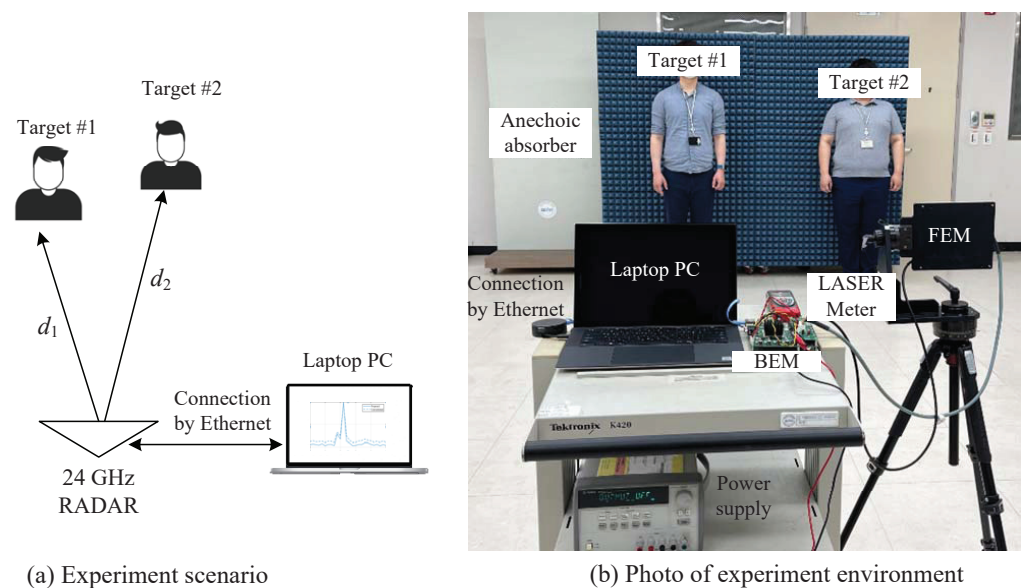 Target #2
Target #1
d1
d2
Laptop PC
Connection
by Ethernet
24 GHz
RADAR
(a) Experiment scenario
Target #1
Target #2
Anechoic
absorber
FEM
Laptop PC
Connection
by Ethernet
LASER
Meter
BEM
Tektronix K420
Power
supply
OFF
(b) Photo of experiment environment